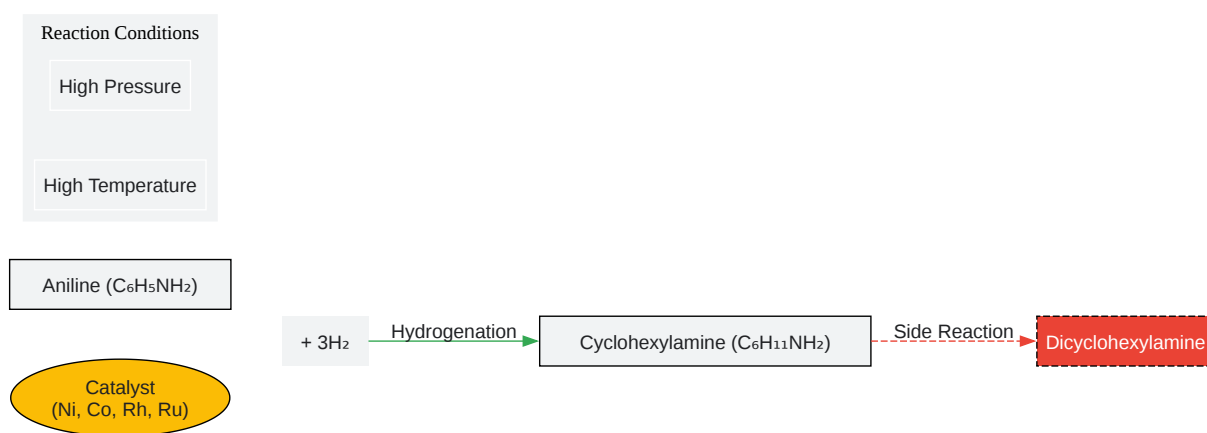 Reaction Conditions
High Pressure
High Temperature
Aniline (C₆H₅NH₂)
+ 3H₂
Hydrogenation
Cyclohexylamine (C₆H₁₁NH₂)
Side Reaction
Dicyclohexylamine
Catalyst
(Ni, Co, Rh, Ru)